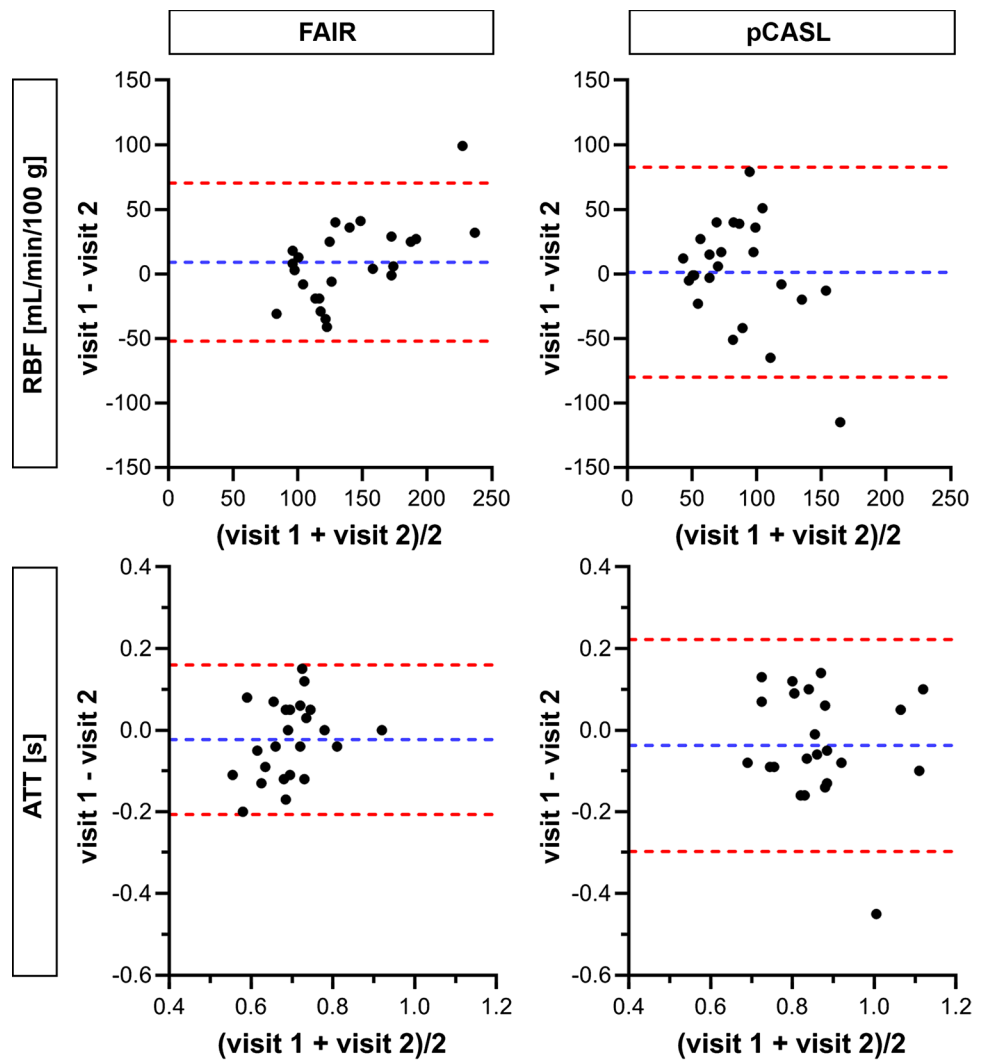 FAIR
pCASL
RBF [mL/min/100 g]
visit 1 - visit 2
150
100
50
0
-50
-100
-150
0 50 100 150 200 250
(visit 1 + visit 2)/2
visit 1 - visit 2
150
100
50
0
-50
-100
-150
0 50 100 150 200 250
(visit 1 + visit 2)/2
ATT [s]
visit 1 - visit 2
0.4
0.2
0.0
-0.2
-0.4
-0.6
0.4 0.6 0.8 1.0 1.2
(visit 1 + visit 2)/2
visit 1 - visit 2
0.4
0.2
0.0
-0.2
-0.4
-0.6
0.4 0.6 0.8 1.0 1.2
(visit 1 + visit 2)/2